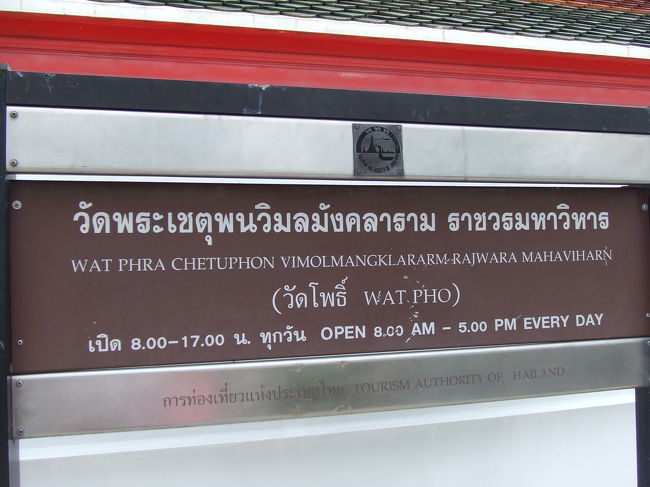 วัดพระเชตุพนวิมลมังคลาราม ราชวรมหาวิหาร
WAT PHRA CHETUPHON VIMOLMANGKLARARM RAJWARA MAHAVIHARN
(วัดโพธิ์ WAT PHO)
เปิด 8.00-17.00 น. ทุกวัน OPEN 8.00 AM - 5.00 PM EVERY DAY
การท่องเที่ยวแห่งประเทศไทย TOURISM AUTHORITY OF HAILAND